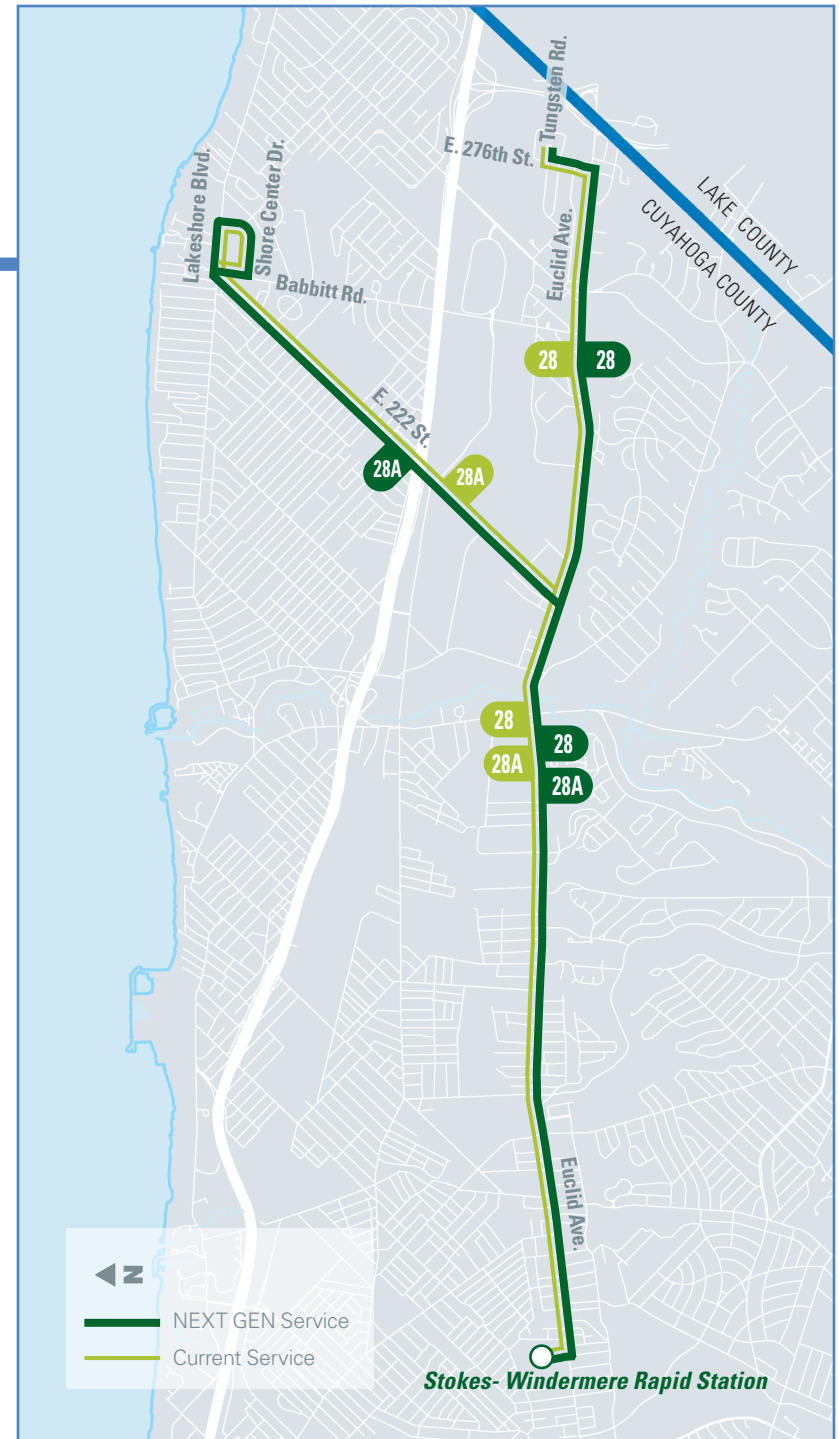 Tungsten Rd.
E. 276th St.
Lakeshore Blvd.
Shore Center Dr.
LAKE COUNTY
CUYAHOGA COUNTY
Euclid Ave.
Babbitt Rd.
28
28
E. 222 St.
28A
28A
28
28
28A
28A
Euclid Ave.
N
NEXT GEN Service
Current Service
Stokes- Windermere Rapid Station